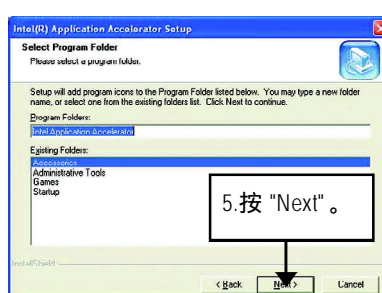 Intel(R) Application Accelerator Setup
Select Program Folder
Please select a program folder.
Setup will add program icons to the Program Folder listed below. You may type a new folder
name, or select one from the existing folders list. Click Next to continue.
Program Folders:
Intel Application Accelerator
Existing Folders:
Accessories
Administrative Tools
Games
Startup
5.按 "Next" 。
InstallShield
< Back
Next >
Cancel